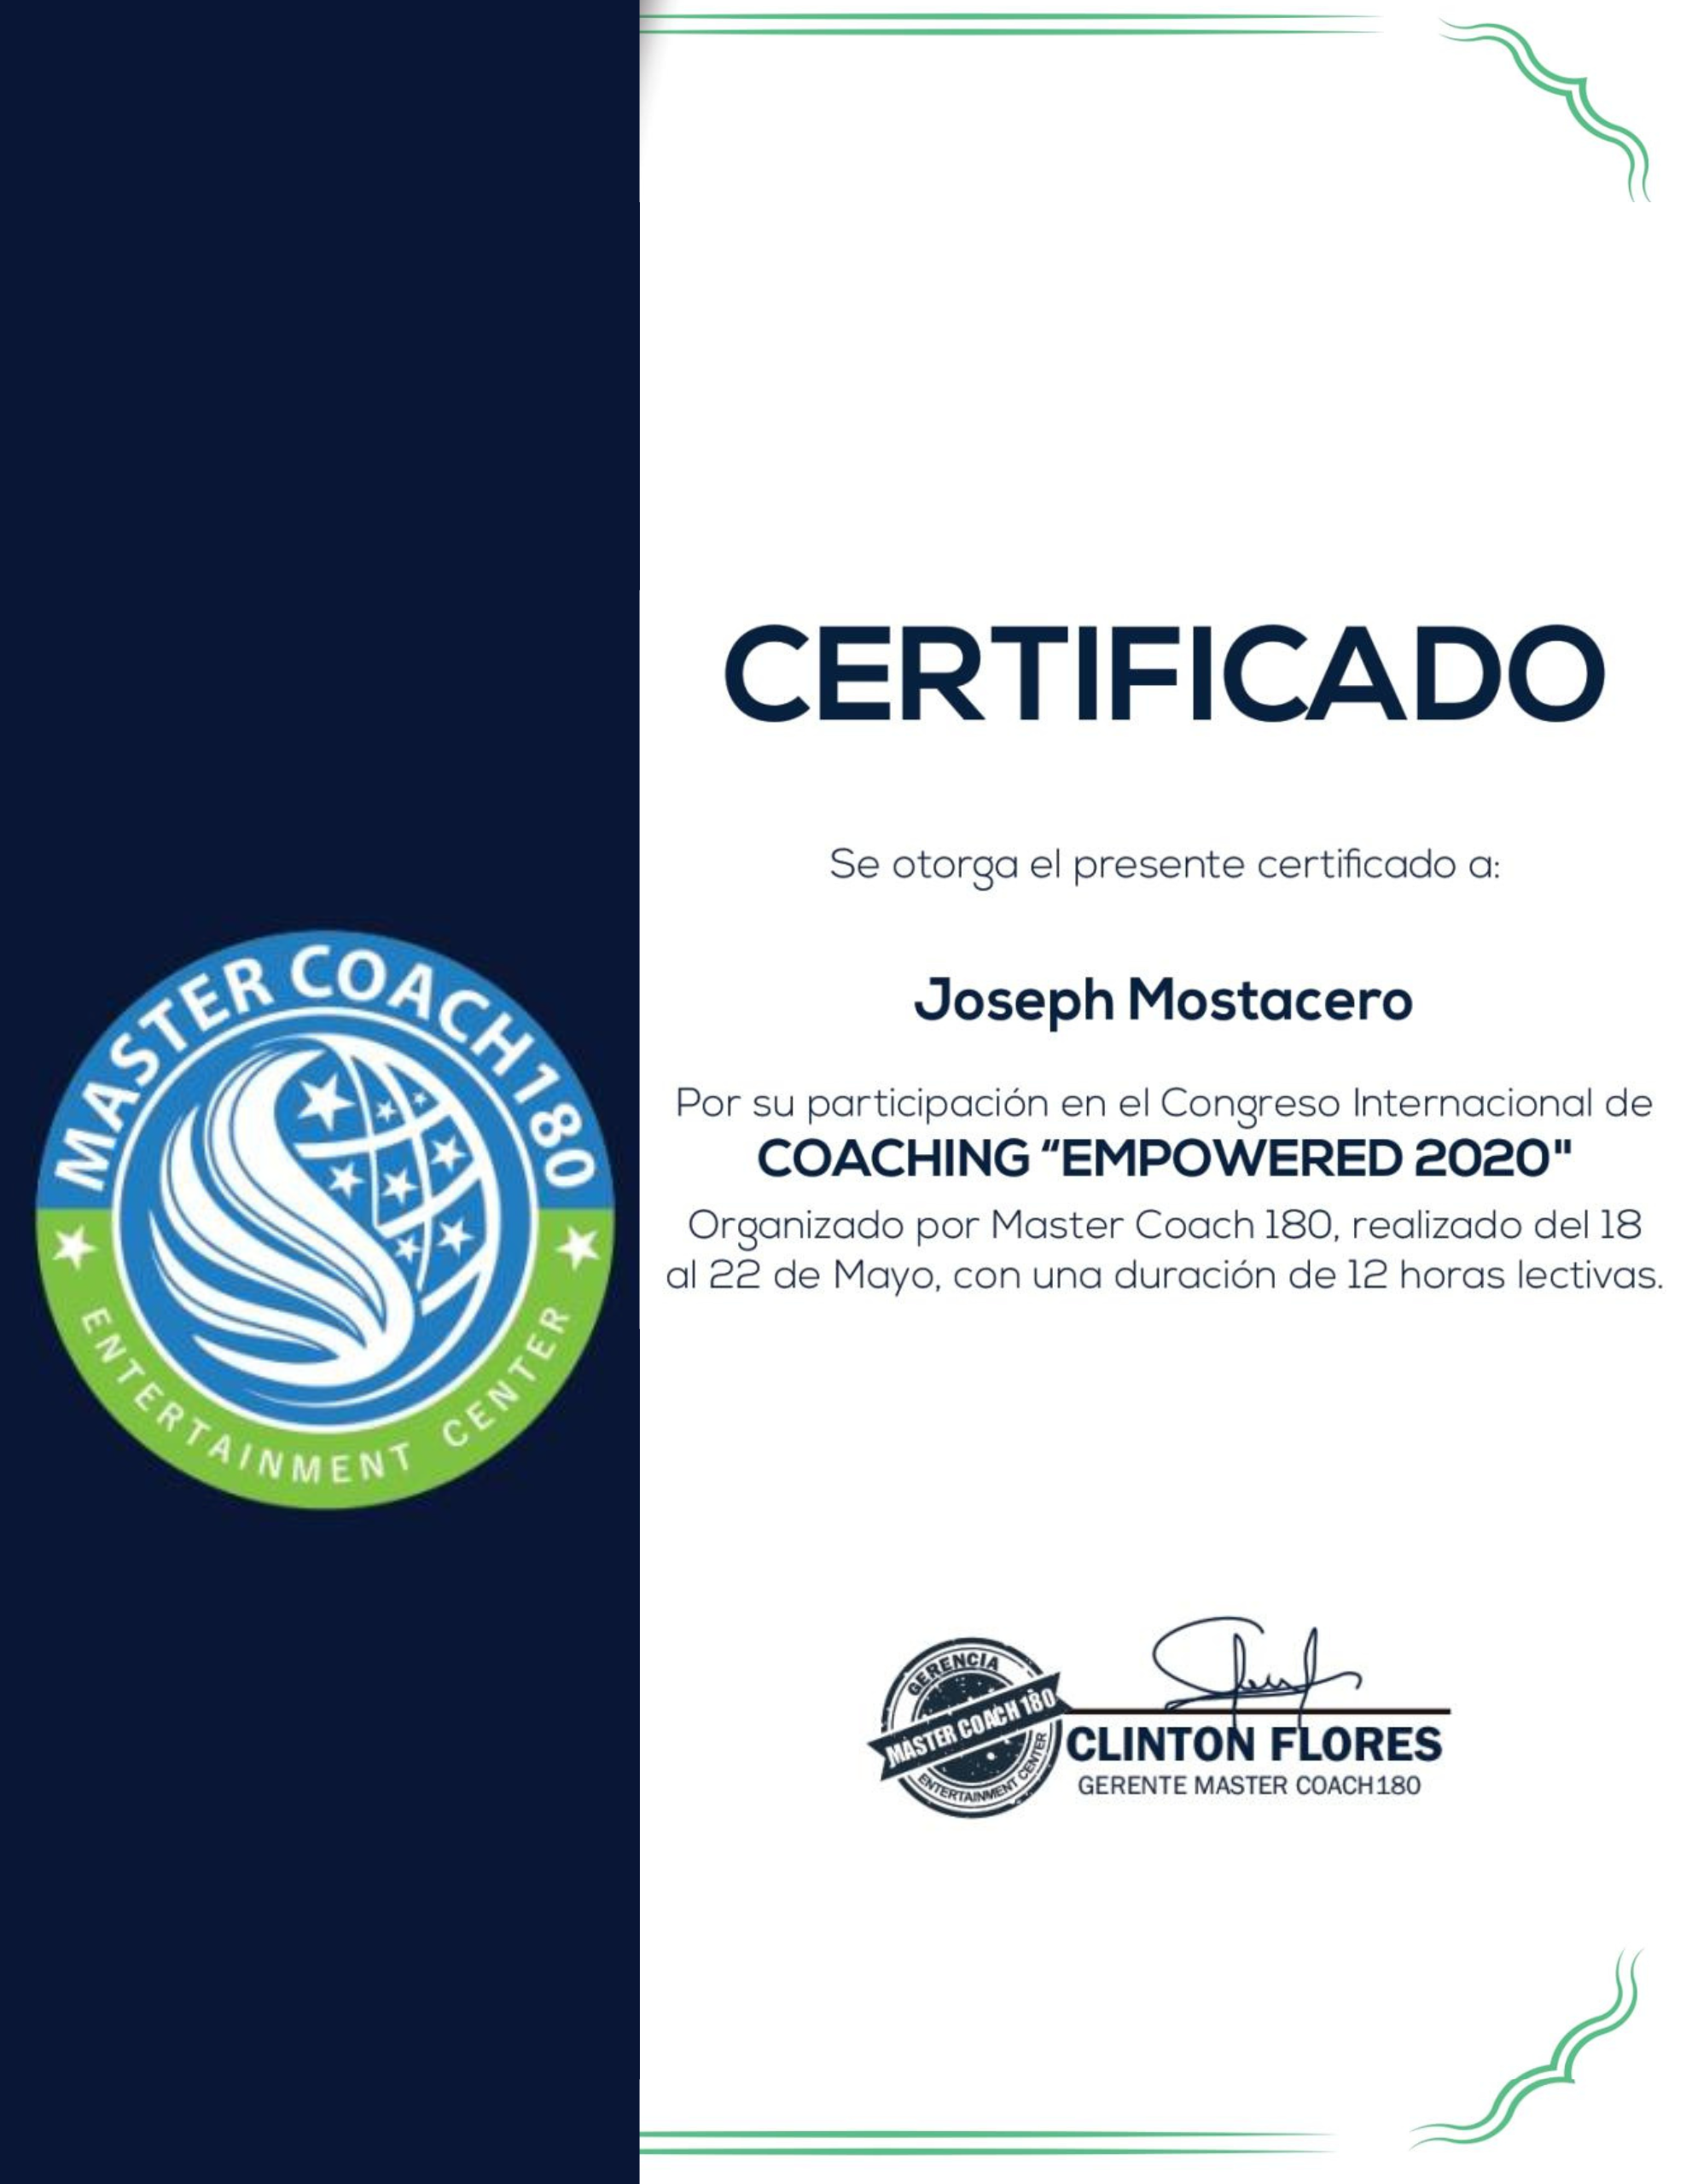 CERTIFICADO
Se otorga el presente certificado a:
Joseph Mostacero
Por su participación en el Congreso Internacional de
COACHING “EMPOWERED 2020"
Organizado por Master Coach 180, realizado del 18
al 22 de Mayo, con una duración de 12 horas lectivas.
MASTER COACH180
ENTERTAINMENT CENTER
GERENCIA
MASTER COACH 180
ENTERTAINMENT CENTER
CLINTON FLORES
GERENTE MASTER COACH180